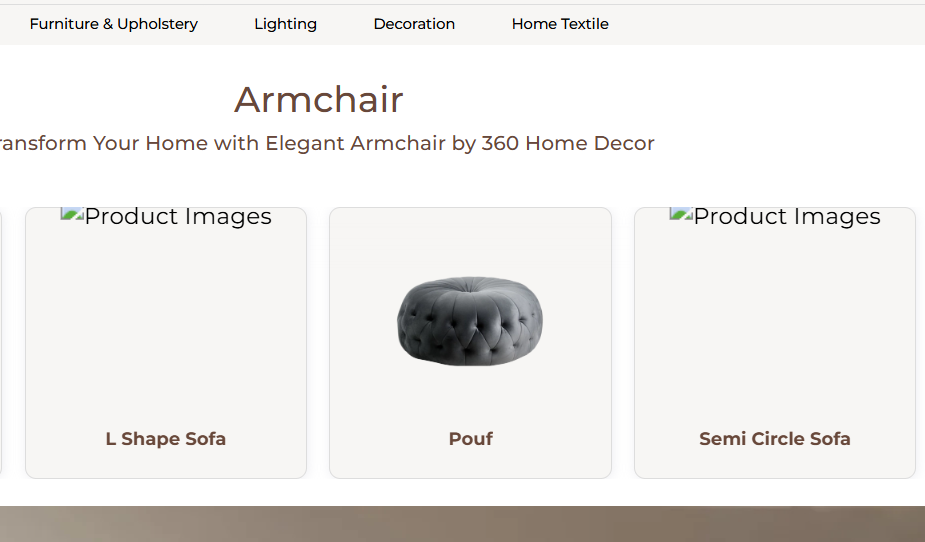 Furniture & Upholstery Lighting Decoration Home Textile
Armchair
ransform Your Home with Elegant Armchair by 360 Home Decor
Product Images Product Images
L Shape Sofa Pouf Semi Circle Sofa